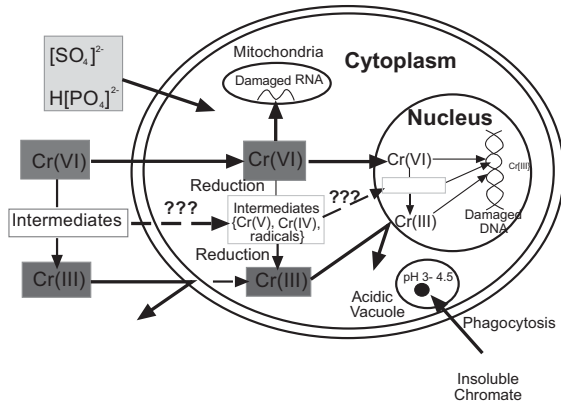 [SO4]2-
H[PO4]2-
Mitochondria
Damaged RNA
Cytoplasm
Nucleus
Cr(VI)
Cr(VI)
Cr(VI)
Cr[III]
Reduction
???
???
Intermediates
Intermediates
{Cr(V), Cr(IV),
radicals}
Cr(III)
Damaged
DNA
Reduction
Cr(III)
Cr(III)
pH 3- 4.5
Acidic
Vacuole
Phagocytosis
Insoluble
Chromate